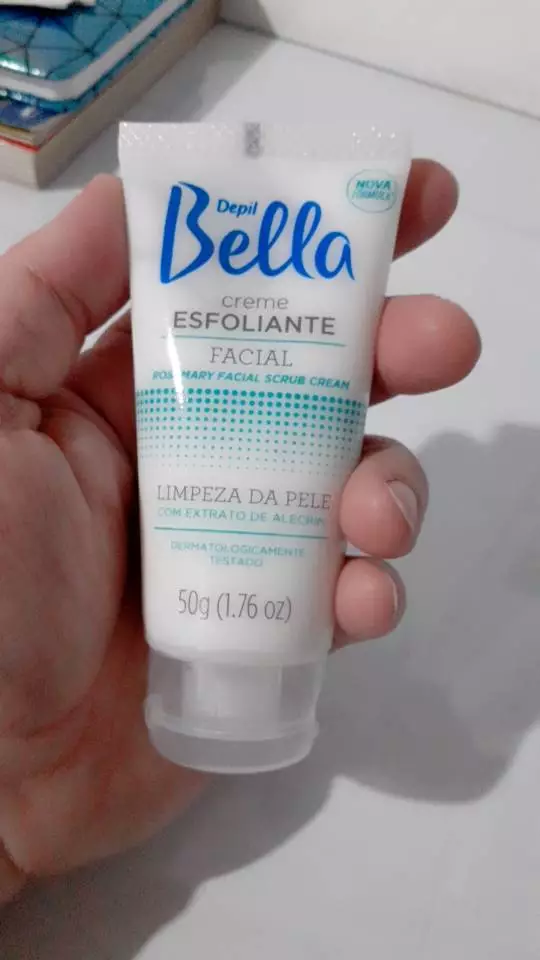 NOVA
FÓRMULA
Depil
Bella
creme
ESFOLIANTE
FACIAL
ROSEMARY FACIAL SCRUB CREAM
LIMPEZA DA PELE
COM EXTRATO DE ALECRIM
DERMATOLOGICAMENTE
TESTADO
50g (1.76 oz)